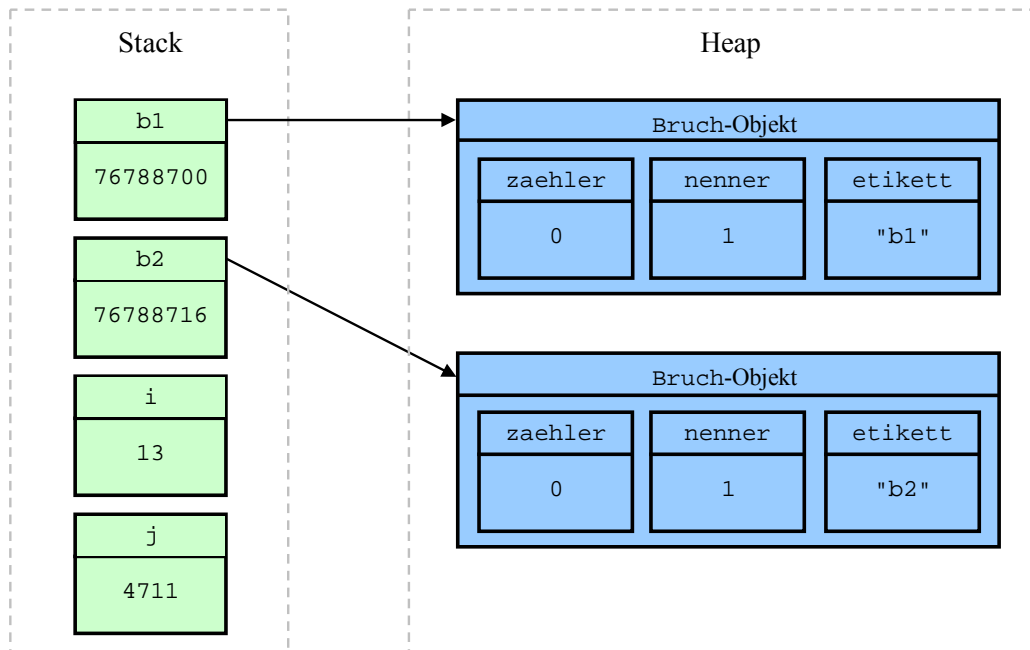 Stack
b1
76788700
b2
76788716
i
13
j
4711
Heap
Bruch-Objekt
zaehler nenner etikett
0 1 "b1"
Bruch-Objekt
zaehler nenner etikett
0 1 "b2"